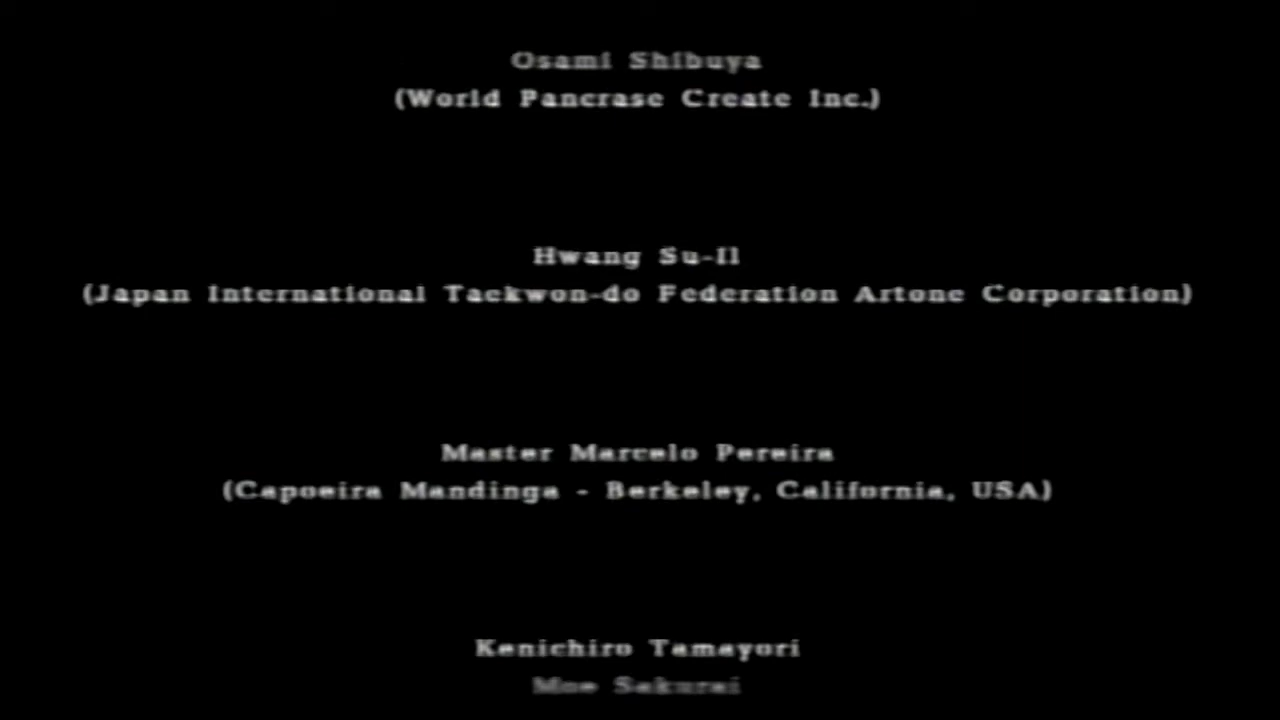 Osami Shibuya
(World Pancrase Create Inc.)
Hwang Su-Il
(Japan International Taekwon-do Federation Artone Corporation)
Master Marcelo Pereira
(Capoeira Mandinga - Berkeley, California, USA)
Kenichiro Tamayori
Moe Sakurai